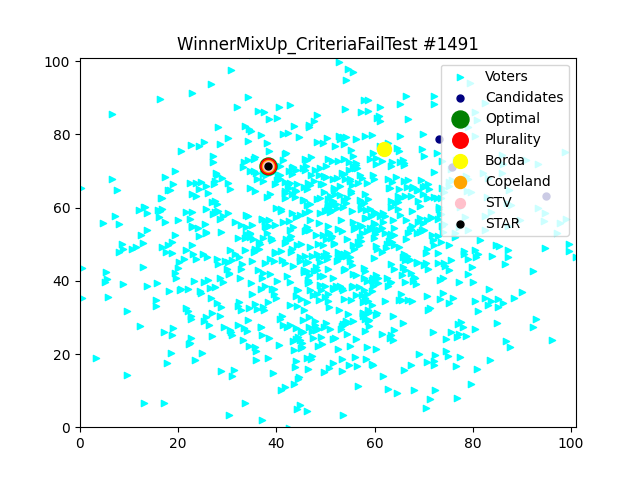 WinnerMixUp_CriteriaFailTest #1491
100
80
60
40
20
0
0
20
40
60
80
100
Voters
Candidates
Optimal
Plurality
Borda
Copeland
STV
STAR